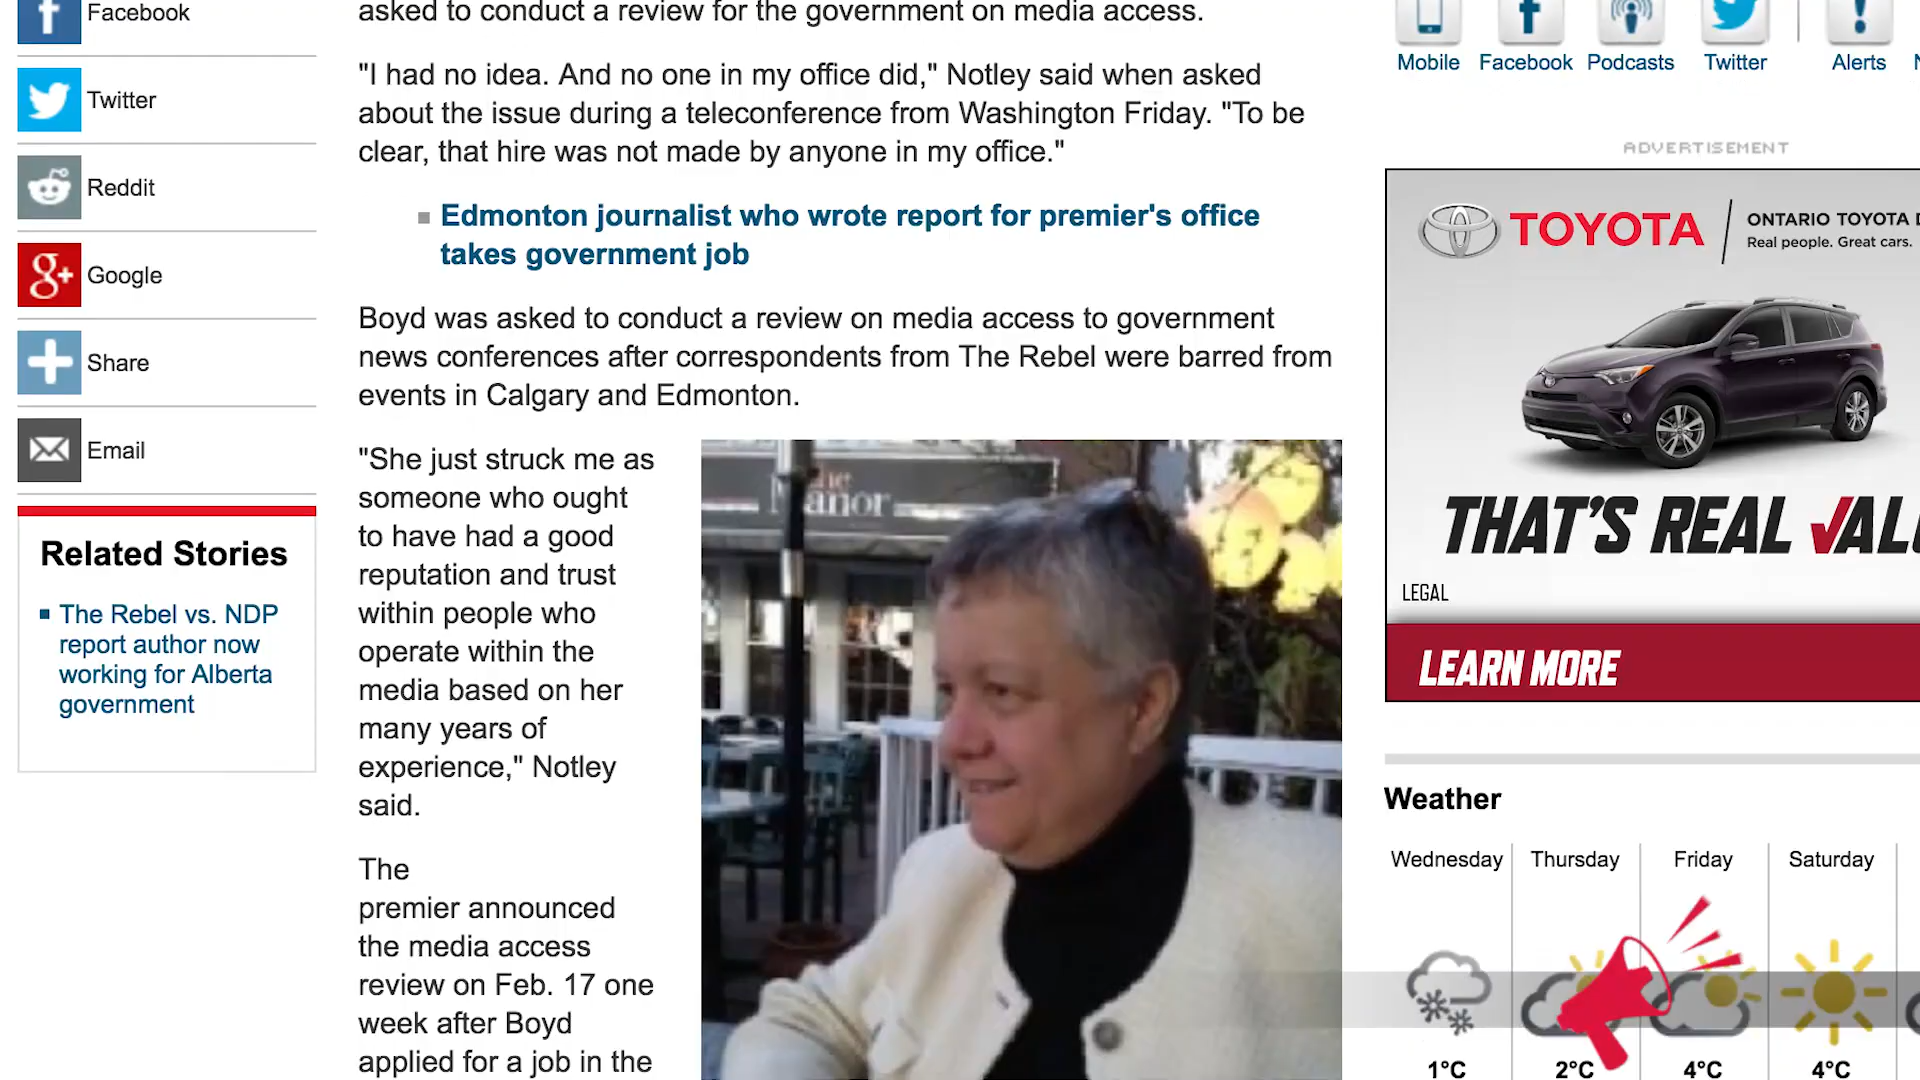 Facebook
Twitter
Reddit
Google
Share
Email
Related Stories
The Rebel vs. NDP
report author now
working for Alberta
government
asked to conduct a review for the government on media access.
"I had no idea. And no one in my office did," Notley said when asked
about the issue during a teleconference from Washington Friday. "To be
clear, that hire was not made by anyone in my office."
Edmonton journalist who wrote report for premier's office
takes government job
Boyd was asked to conduct a review on media access to government
news conferences after correspondents from The Rebel were barred from
events in Calgary and Edmonton.
"She just struck me as
someone who ought
to have had a good
reputation and trust
within people who
operate within the
media based on her
many years of
experience," Notley
said.
The
premier announced
the media access
review on Feb. 17 one
week after Boyd
applied for a job in the
the
Manor
Mobile Facebook Podcasts Twitter Alerts
ADVERTISEMENT
TOYOTA
ONTARIO TOYOTA
Real people. Great cars.
THAT'S REAL VALU
LEGAL
LEARN MORE
Weather
Wednesday Thursday Friday Saturday
1°C 2°C 4°C 4°C